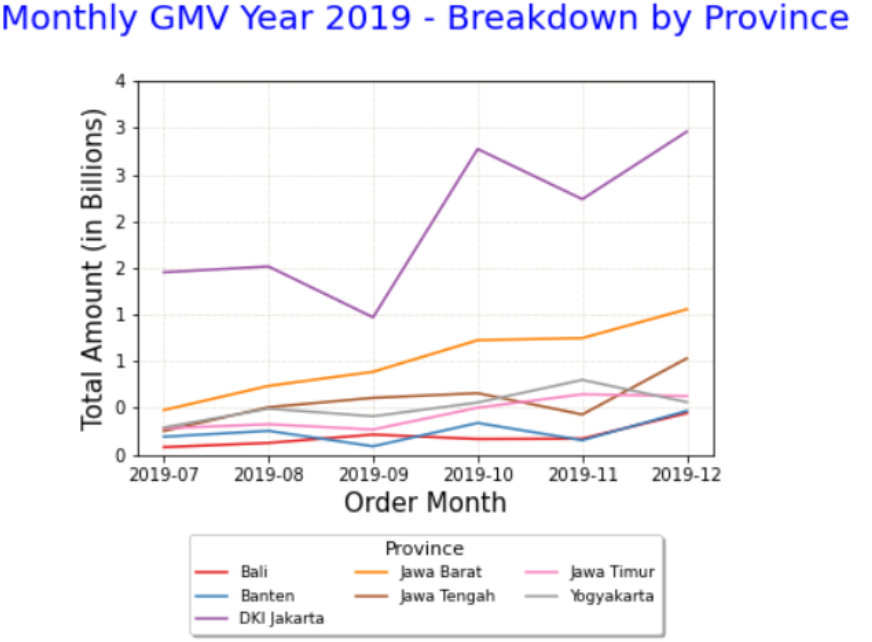 Monthly GMV Year 2019 - Breakdown by Province
Total Amount (in Billions)
4
3
3
2
2
1
1
0
0
2019-07 2019-08 2019-09 2019-10 2019-11 2019-12
Order Month
Province
Bali Jawa Barat Jawa Timur
Banten Jawa Tengah Yogyakarta
DKI Jakarta